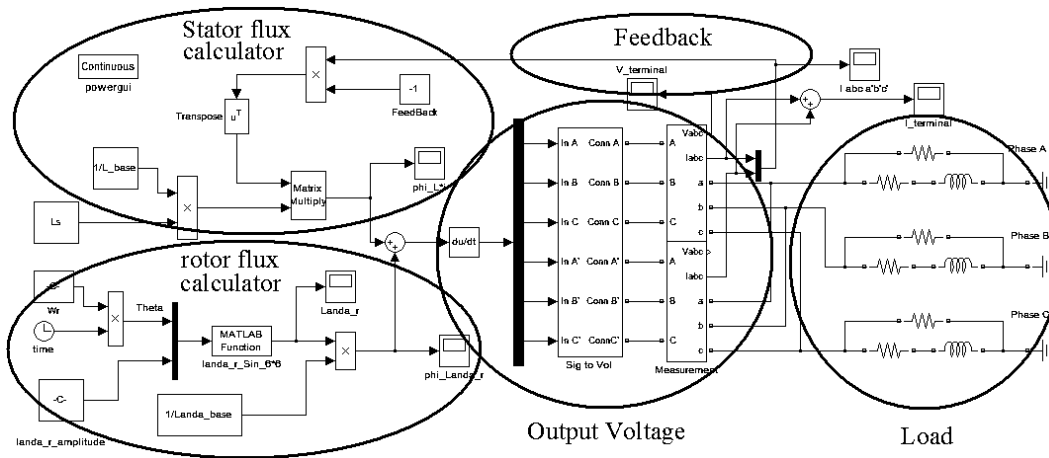 Stator flux
calculator
Continuous
powergui
Transpose
uT
×
-1
FeedBack
Feedback
V_terminal
I abc a'b'c'
I_terminal
1/L_base
Ls
×
Matrix
Multiply
phi_L*i
rotor flux
calculator
-C-
Wr
time
×
Theta
-C-
landa_r_amplitude
MATLAB
Function
landa_r_Sin_6*6
Landa_r
1/Landa_base
×
phi_Landa_r
++
du/dt
In A Conn A
In B Conn B
In C Conn C
In A' Conn A'
In B' Conn B'
In C' ConnC'
Sig to Vol
Vabc
A Iabc
a
B b
C c
Vabc
A Iabc
B a
b
C c
Measurement
++
Phase A
Phase B
Phase C
Output Voltage
Load